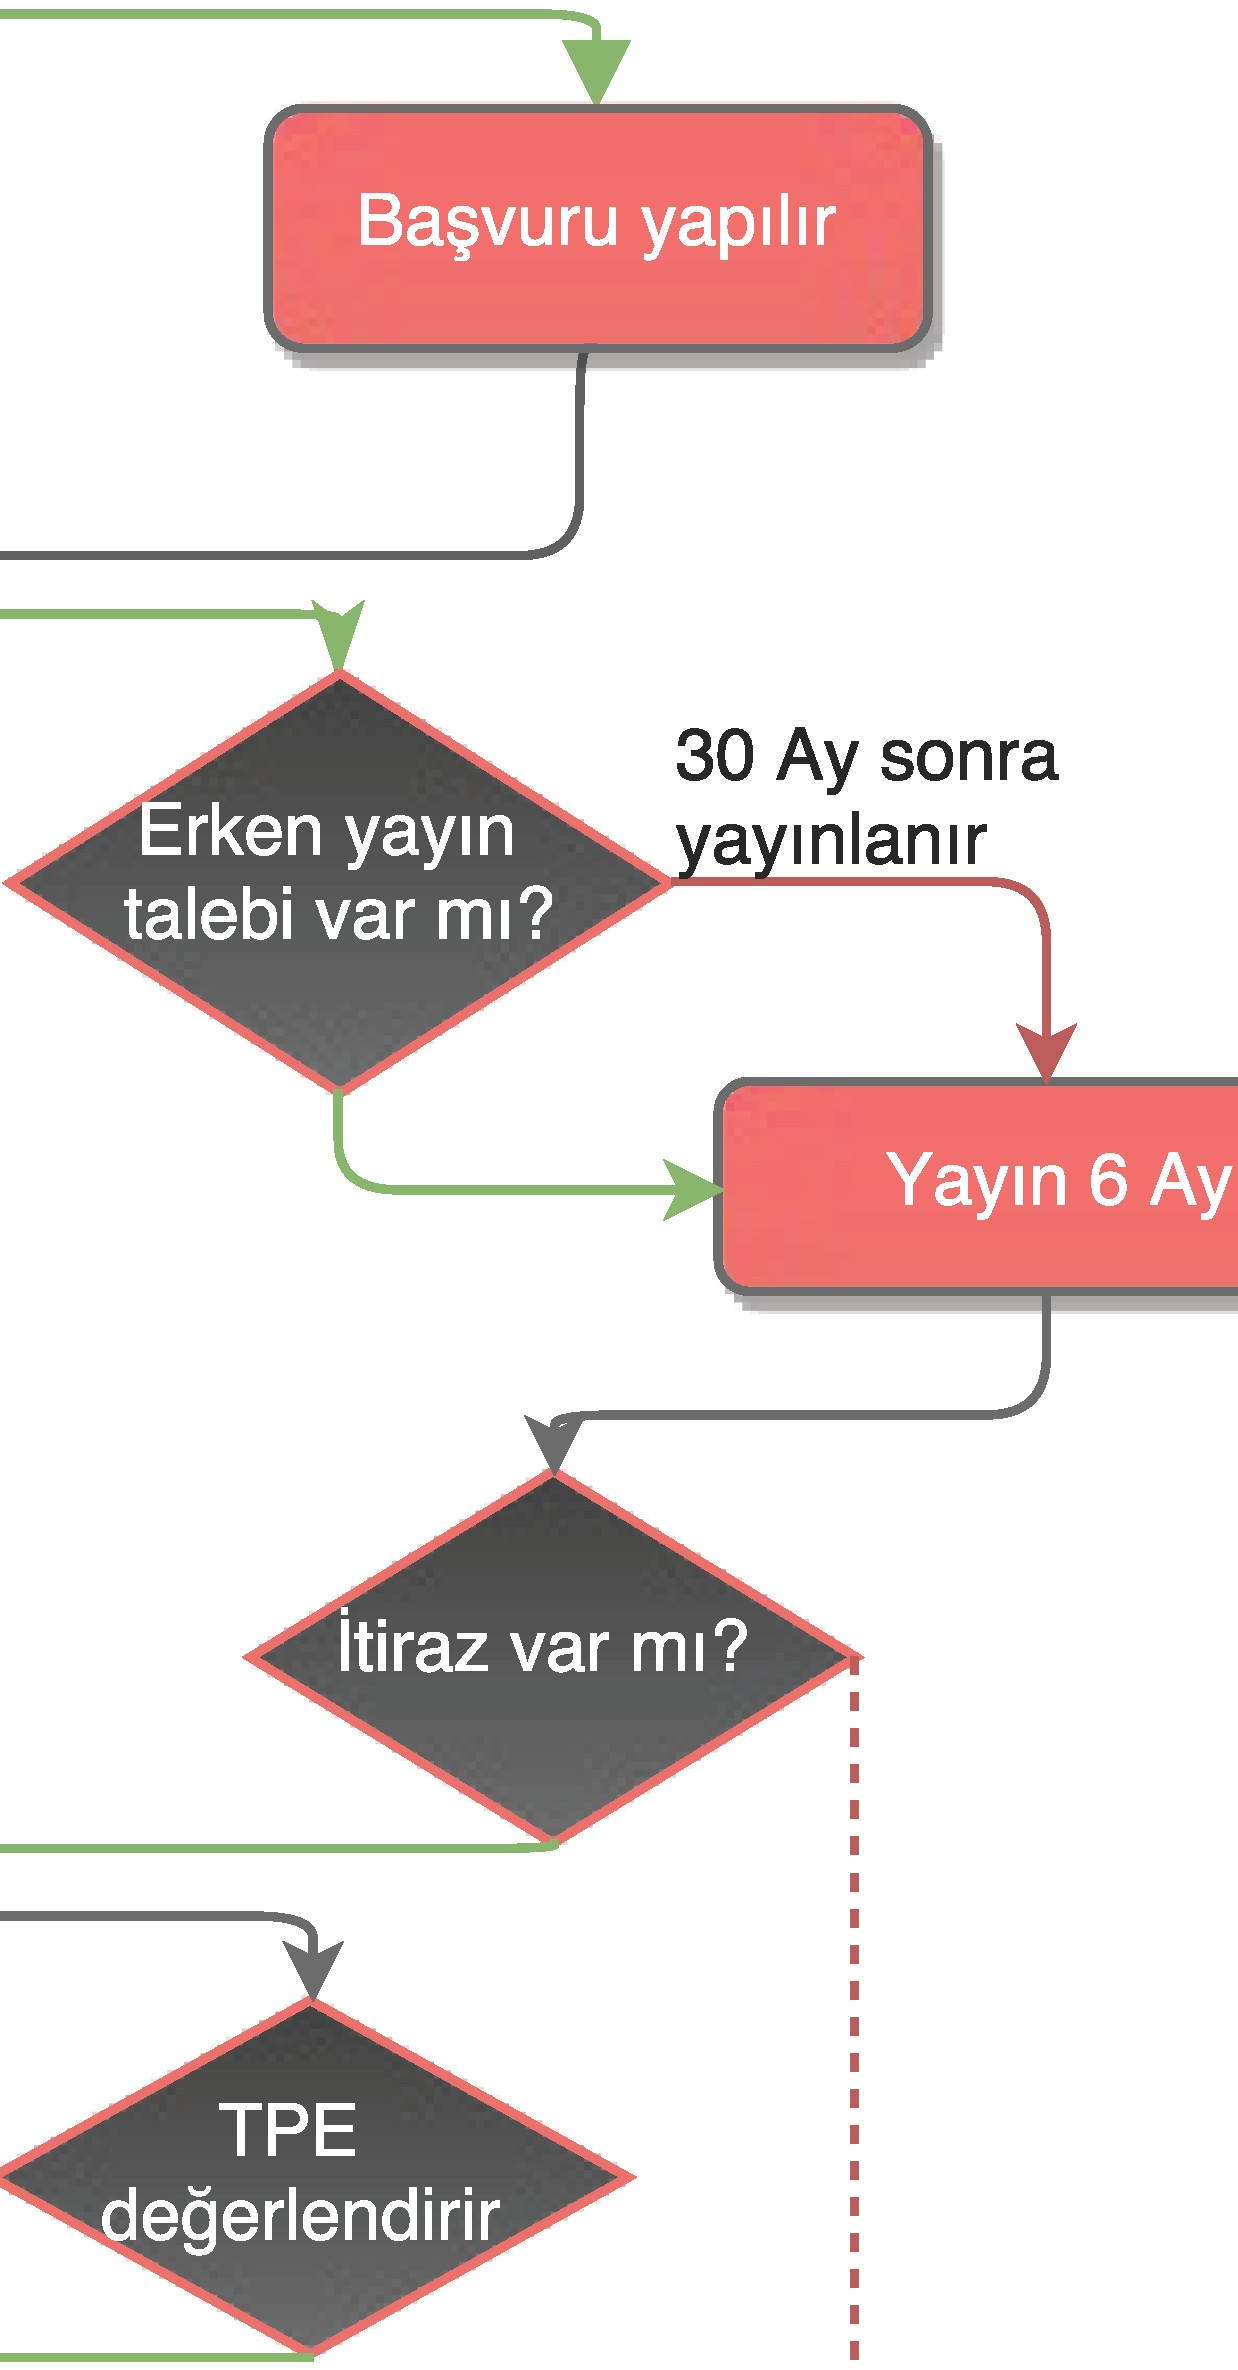 Başvuru yapılır
30 Ay sonra
yayınlanır
Erken yayın
talebi var mı?
Yayın 6 Ay
İtiraz var mı?
TPE
değerlendirir